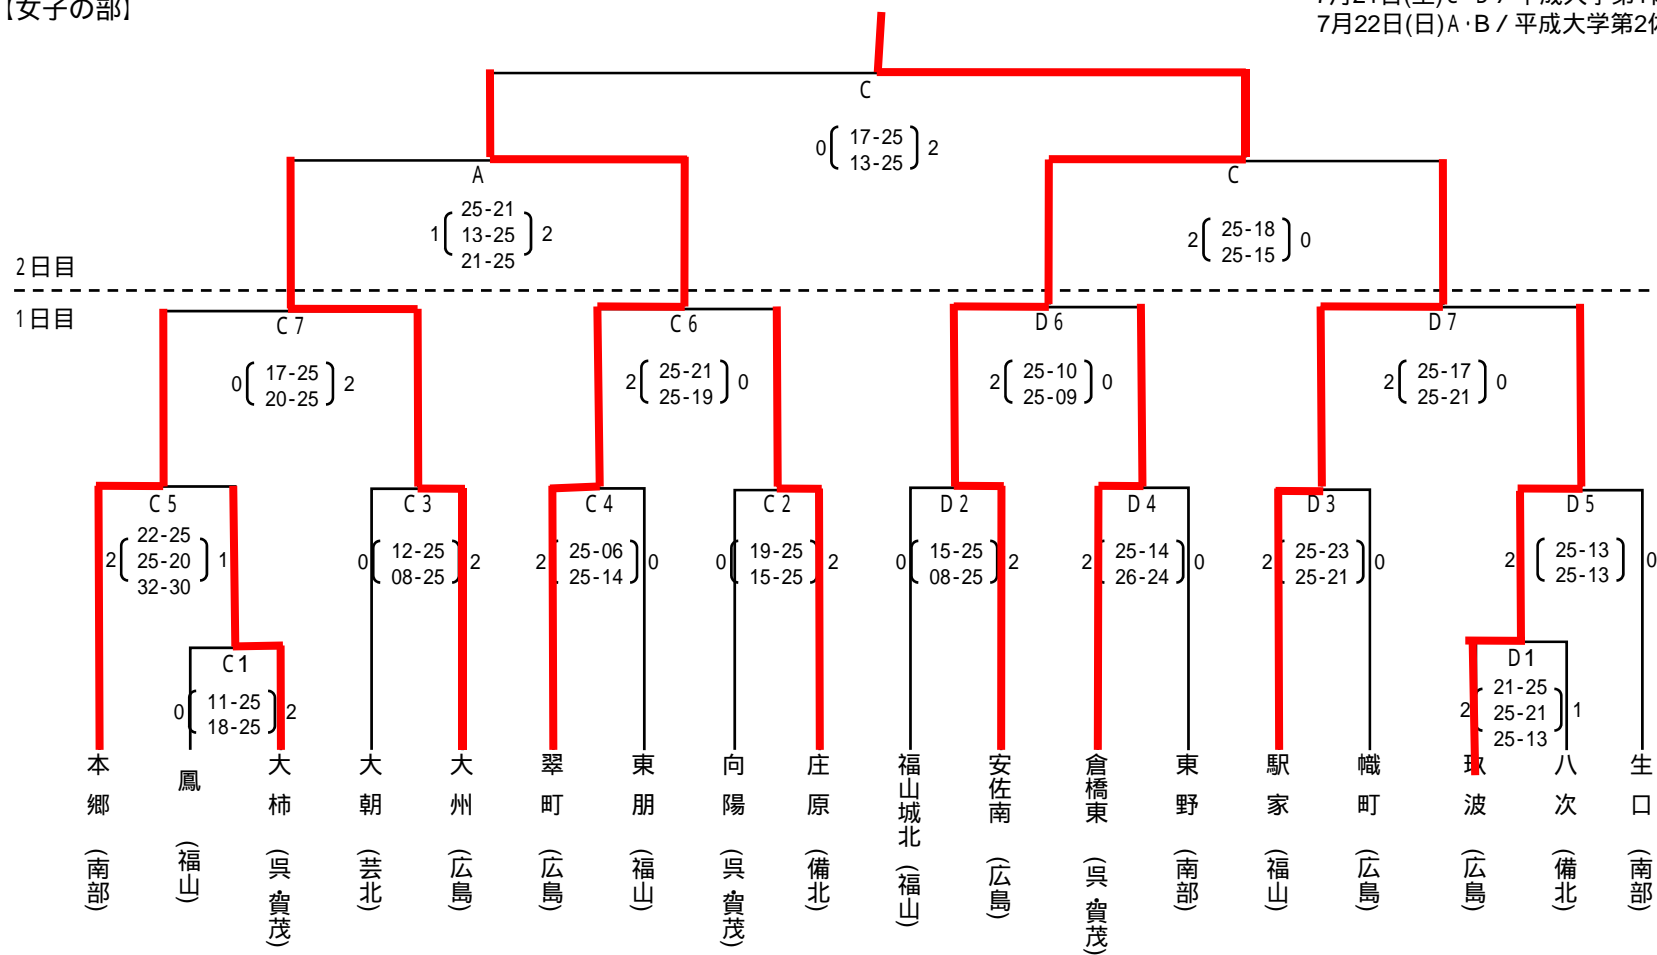 【女子の部】
7月22日(日)A・B / 平成大学第2体
C
0 17-25 2
13-25
A
25-21
1 13-25 2
21-25
C
2 25-18 0
25-15
2日目
1日目
C7
0 17-25 2
20-25
C6
2 25-21 0
25-19
D6
2 25-10 0
25-09
D7
2 25-17 0
25-21
C5
22-25
2 25-20 1
32-30
C3
0 12-25 2
08-25
C4
2 25-06 0
25-14
C2
0 19-25 2
15-25
D2
0 15-25 2
08-25
D4
2 25-14 0
26-24
D3
2 25-23 0
25-21
D5
2 25-13 0
25-13
C1
0 11-25 2
18-25
D1
21-25
2 25-21 1
25-13
本郷(南部)
鳳(福山)
大柿(呉・賀茂)
大朝(芸北)
大州(広島)
翠町(広島)
東朋(福山)
向陽(呉・賀茂)
庄原(備北)
福山城北(福山)
安佐南(広島)
倉橋東(呉・賀茂)
東野(南部)
駅家(福山)
幟町(広島)
玖波(広島)
八次(備北)
生口(南部)